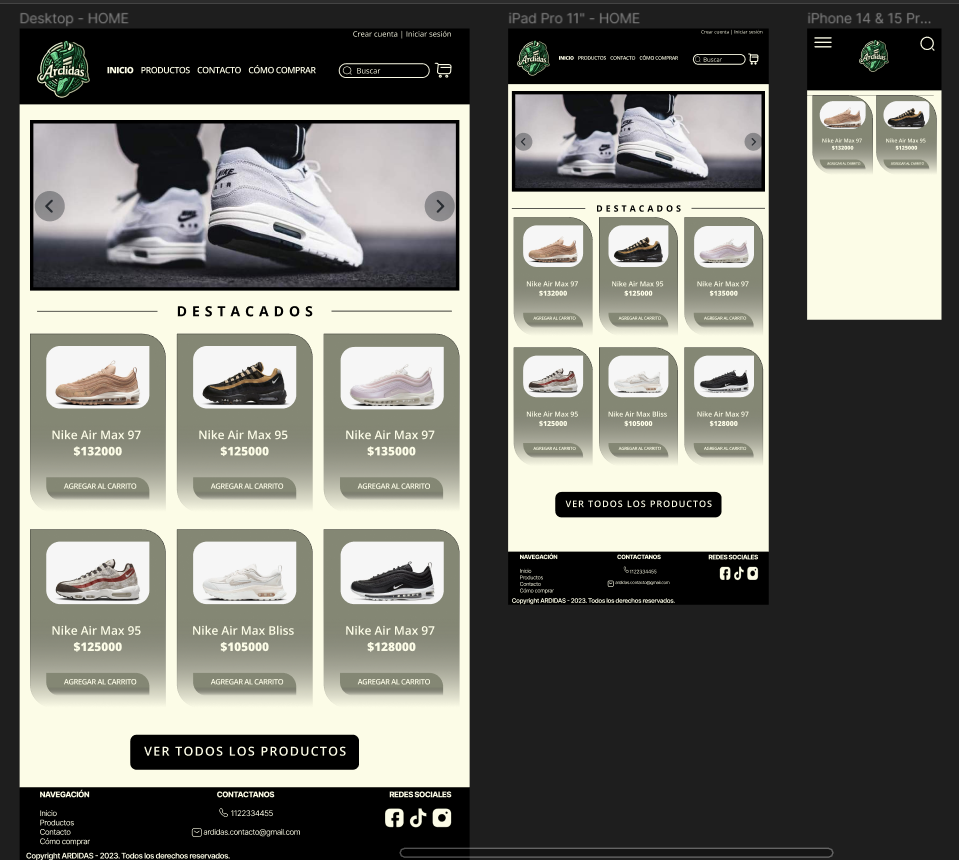 Desktop - HOME
Crear cuenta | Iniciar sesión
Ardidas
INICIO PRODUCTOS CONTACTO CÓMO COMPRAR
Buscar
NIKE
AIR
DESTACADOS
Nike Air Max 97
$132000
AGREGAR AL CARRITO
Nike Air Max 95
$125000
AGREGAR AL CARRITO
Nike Air Max 97
$135000
AGREGAR AL CARRITO
Nike Air Max 95
$125000
AGREGAR AL CARRITO
Nike Air Max Bliss
$105000
AGREGAR AL CARRITO
Nike Air Max 97
$128000
AGREGAR AL CARRITO
VER TODOS LOS PRODUCTOS
NAVEGACIÓN
Inicio
Productos
Contacto
Cómo comprar
CONTACTANOS
1122334455
ardidas.contacto@gmail.com
REDES SOCIALES
Copyright ARDIDAS - 2023. Todos los derechos reservados.
iPad Pro 11" - HOME
Crear cuenta | Iniciar sesión
Ardidas
INICIO PRODUCTOS CONTACTO CÓMO COMPRAR
Buscar
DESTACADOS
Nike Air Max 97
$132000
AGREGAR AL CARRITO
Nike Air Max 95
$125000
AGREGAR AL CARRITO
Nike Air Max 97
$135000
AGREGAR AL CARRITO
Nike Air Max 95
$125000
AGREGAR AL CARRITO
Nike Air Max Bliss
$105000
AGREGAR AL CARRITO
Nike Air Max 97
$128000
AGREGAR AL CARRITO
VER TODOS LOS PRODUCTOS
NAVEGACIÓN
Inicio
Productos
Contacto
Cómo comprar
CONTACTANOS
1122334455
ardidas.contacto@gmail.com
REDES SOCIALES
Copyright ARDIDAS - 2023. Todos los derechos reservados.
iPhone 14 & 15 Pr...
Ardidas
Nike Air Max 97
$132000
AGREGAR AL CARRITO
Nike Air Max 95
$125000
AGREGAR AL CARRITO